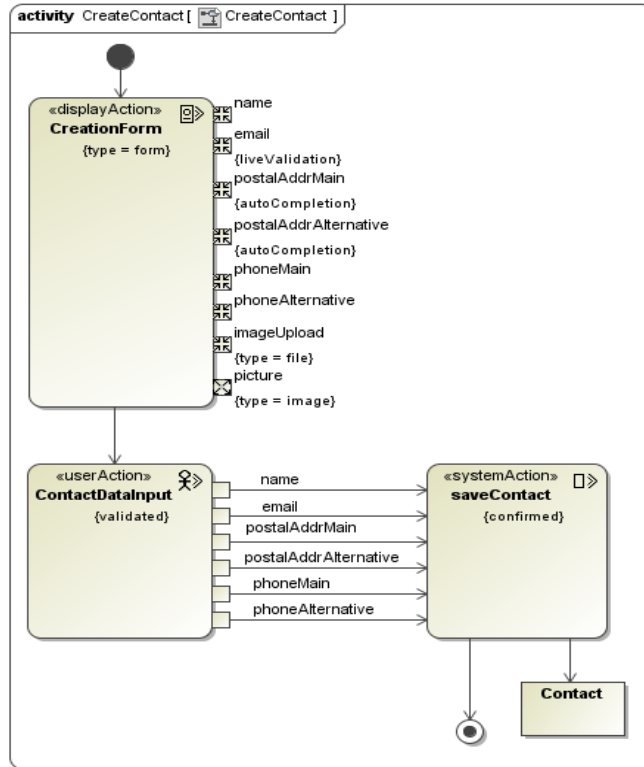 activity CreateContact [ CreateContact ]
«displayAction»
CreationForm
{type = form}
name
email
{liveValidation}
postalAddrMain
{autoCompletion}
postalAddrAlternative
{autoCompletion}
phoneMain
phoneAlternative
imageUpload
{type = file}
picture
{type = image}
«userAction»
ContactDataInput
{validated}
name
email
postalAddrMain
postalAddrAlternative
phoneMain
phoneAlternative
«systemAction»
saveContact
{confirmed}
Contact